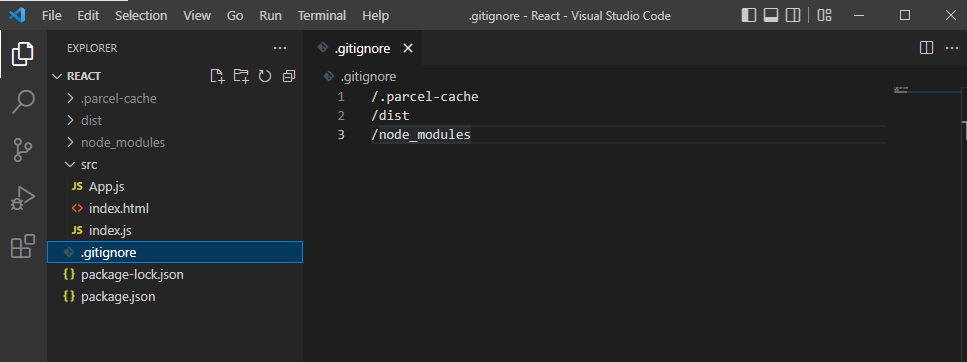 File Edit Selection View Go Run Terminal Help .gitignore - React - Visual Studio Code
EXPLORER
REACT
.parcel-cache
dist
node_modules
src
JS App.js
<> index.html
JS index.js
.gitignore
{} package-lock.json
{} package.json
.gitignore
.gitignore
1 /.parcel-cache
2 /dist
3 /node_modules